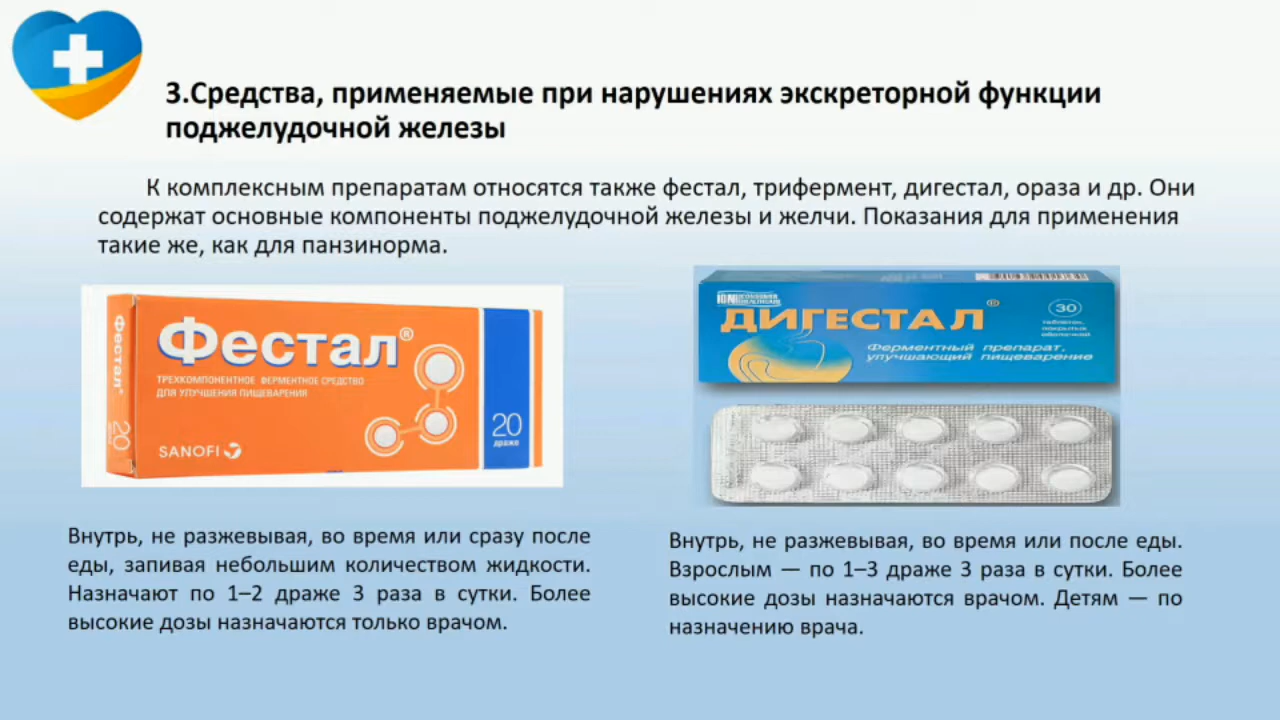 3.Средства, применяемые при нарушениях экскреторной функции
поджелудочной железы
К комплексным препаратам относятся также фестал, трифермент, дигестал, ораза и др. Они
содержат основные компоненты поджелудочной железы и желчи. Показания для применения
такие же, как для панзинорма.
Фестал
20
Фестал®
ТРЕХКОМПОНЕНТНОЕ ФЕРМЕНТНОЕ СРЕДСТВО
ДЛЯ УЛУЧШЕНИЯ ПИЩЕВАРЕНИЯ
SANOFI
20
драже
ДИГЕСТАЛ®
30
таблеток,
покрытых
оболочкой
Ферментный препарат,
улучшающий пищеварение
Внутрь, не разжевывая, во время или сразу после
еды, запивая небольшим количеством жидкости.
Назначают по 1–2 драже 3 раза в сутки. Более
высокие дозы назначаются только врачом.
Внутрь, не разжевывая, во время или после еды.
Взрослым — по 1–3 драже 3 раза в сутки. Более
высокие дозы назначаются врачом. Детям — по
назначению врача.